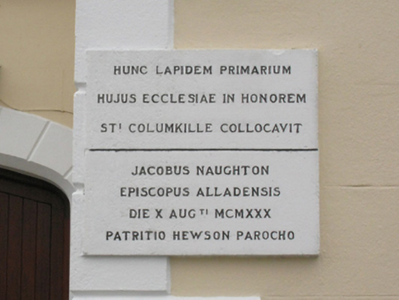 HUNC LAPIDEM PRIMARIUM
HUJUS ECCLESIAE IN HONOREM
STI COLUMKILLE COLLOCAVIT
JACOBUS NAUGHTON
EPISCOPUS ALLADENSIS
DIE X AUGTI MCMXXX
PATRITIO HEWSON PAROCHO